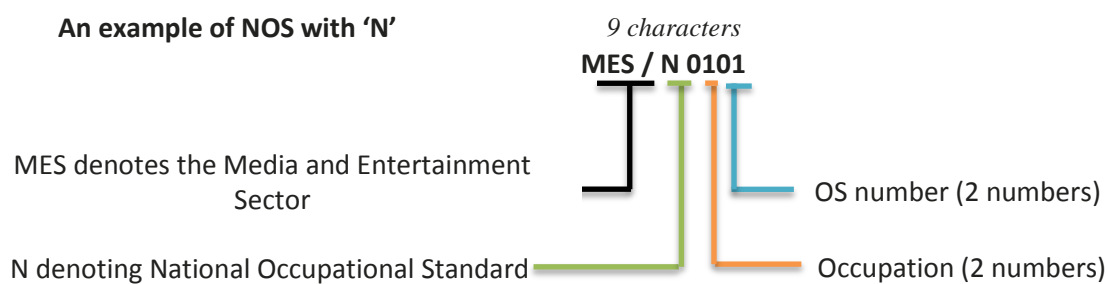 An example of NOS with ‘N’
9 characters
MES / N 0101
MES denotes the Media and Entertainment
Sector
OS number (2 numbers)
N denoting National Occupational Standard
Occupation (2 numbers)